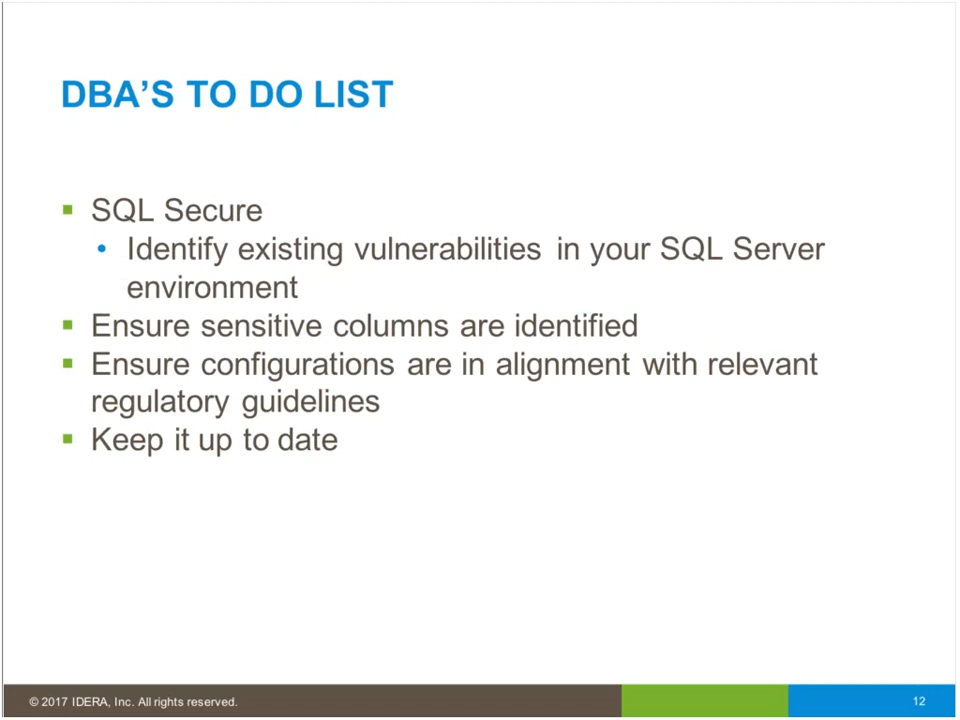 DBA’S TO DO LIST
SQL Secure
Identify existing vulnerabilities in your SQL Server
environment
Ensure sensitive columns are identified
Ensure configurations are in alignment with relevant
regulatory guidelines
Keep it up to date
© 2017 IDERA, Inc. All rights reserved.
12